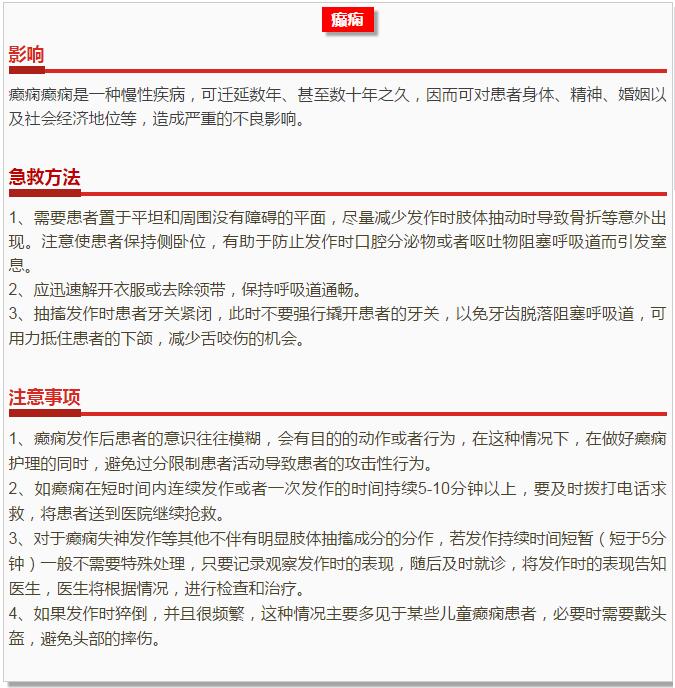 癫痫
影响
癫痫癫痫是一种慢性疾病，可迁延数年、甚至数十年之久，因而可对患者身体、精神、婚姻以
及社会经济地位等，造成严重的不良影响。
急救方法
1、需要患者置于平坦和周围没有障碍的平面，尽量减少发作时肢体抽动时导致骨折等意外出
现。注意使患者保持侧卧位，有助于防止发作时口腔分泌物或者呕吐物阻塞呼吸道而引发窒
息。
2、应迅速解开衣服或去除领带，保持呼吸道通畅。
3、抽搐发作时患者牙关紧闭，此时不要强行撬开患者的牙关，以免牙齿脱落阻塞呼吸道，可
用力抵住患者的下颌，减少舌咬伤的机会。
注意事项
1、癫痫发作后患者的意识往往模糊，会有目的的动作或者行为，在这种情况下，在做好癫痫
护理的同时，避免过分限制患者活动导致患者的攻击性行为。
2、如癫痫在短时间内连续发作或者一次发作的时间持续5-10分钟以上，要及时拨打电话求
救，将患者送到医院继续抢救。
3、对于癫痫失神发作等其他不伴有明显肢体抽搐成分的分作，若发作持续时间短暂（短于5分
钟）一般不需要特殊处理，只要记录观察发作时的表现，随后及时就诊，将发作时的表现告知
医生，医生将根据情况，进行检查和治疗。
4、如果发作时猝倒，并且很频繁，这种情况主要多见于某些儿童癫痫患者，必要时需要戴头
盔，避免头部的摔伤。